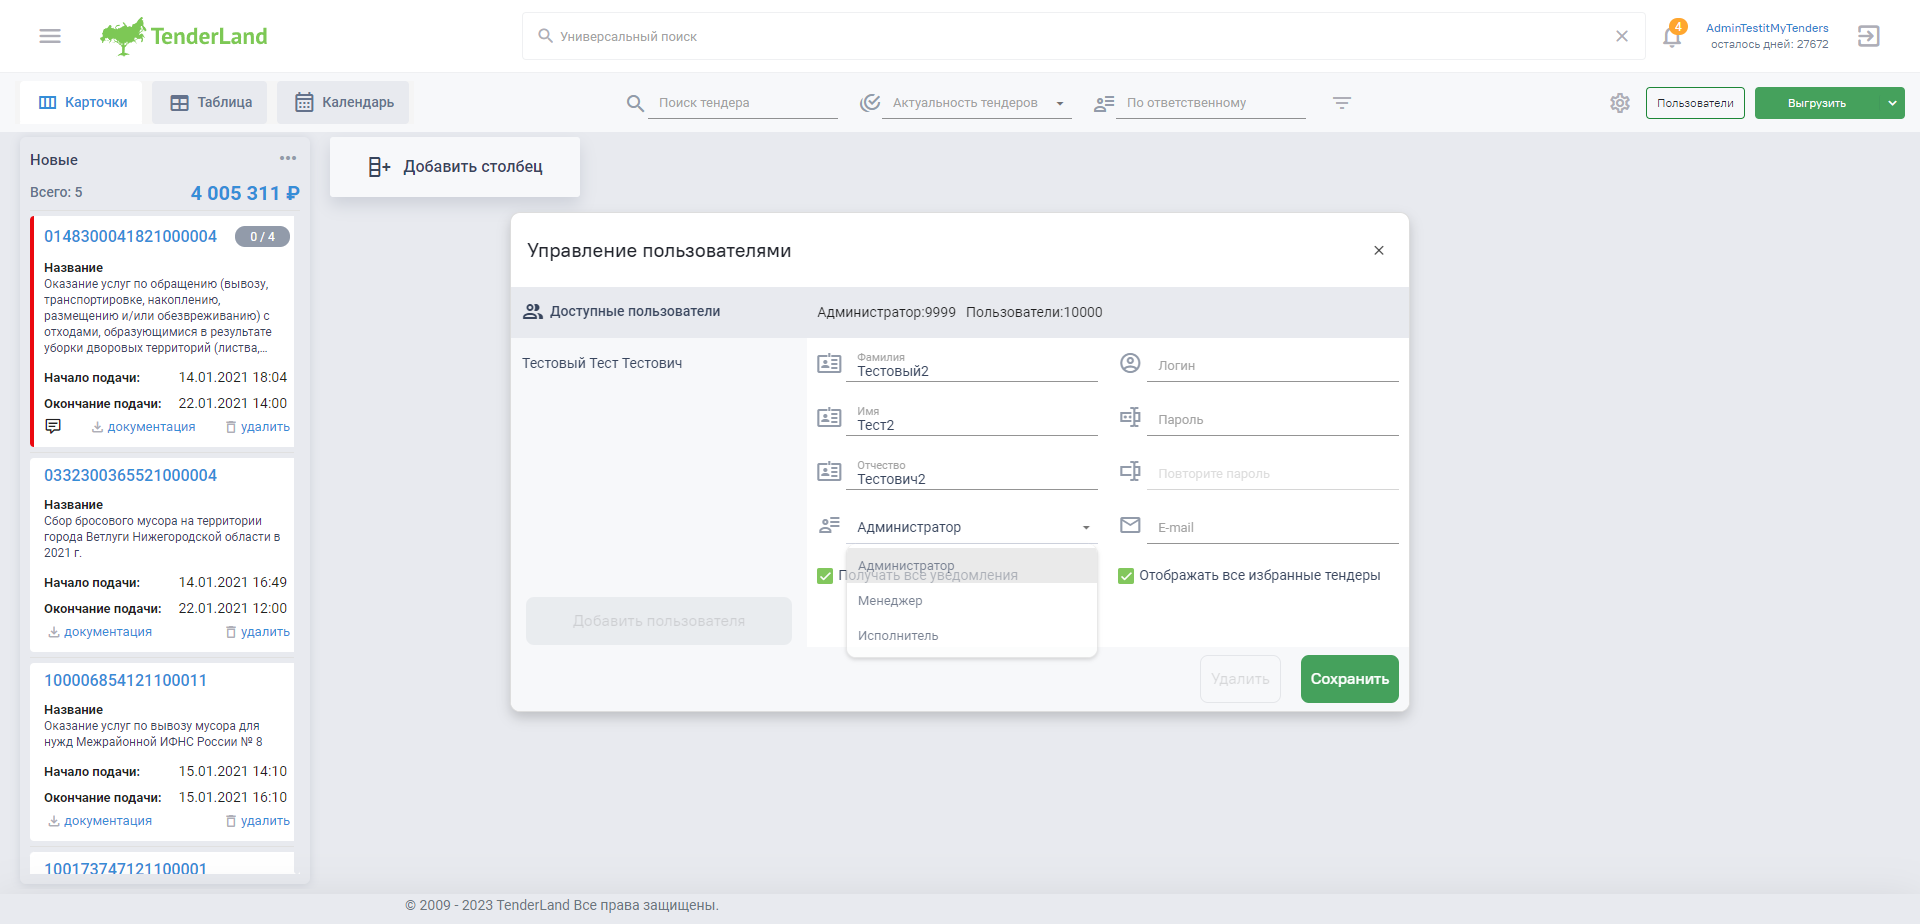 TenderLand
Универсальный поиск
4
AdminTestitMyTenders
осталось дней: 27672
Карточки
Таблица
Календарь
Поиск тендера
Актуальность тендеров
По ответственному
Пользователи
Выгрузить
Новые
Всего: 5
4 005 311 ₽
Добавить столбец
0148300041821000004
0 / 4
Название
Оказание услуг по обращению (вывозу,
транспортировке, накоплению,
размещению и/или обезвреживанию) с
отходами, образующимися в результате
уборки дворовых территорий (листва,...
Начало подачи: 14.01.2021 18:04
Окончание подачи: 22.01.2021 14:00
документация
удалить
0332300365521000004
Название
Сбор бросового мусора на территории
города Ветлуги Нижегородской области в
2021 г.
Начало подачи: 14.01.2021 16:49
Окончание подачи: 22.01.2021 12:00
документация
удалить
100006854121100011
Название
Оказание услуг по вывозу мусора для
нужд Межрайонной ИФНС России № 8
Начало подачи: 15.01.2021 14:10
Окончание подачи: 15.01.2021 16:10
документация
удалить
100173747121100001
Управление пользователями
Доступные пользователи
Администратор:9999 Пользователи:10000
Тестовый Тест Тестович
Фамилия
Тестовый2
Логин
Имя
Тест2
Пароль
Отчество
Тестович2
Повторите пароль
Администратор
E-mail
Администратор
Получать все уведомления
Отображать все избранные тендеры
Менеджер
Исполнитель
Добавить пользователя
Удалить
Сохранить
© 2009 - 2023 TenderLand Все права защищены.